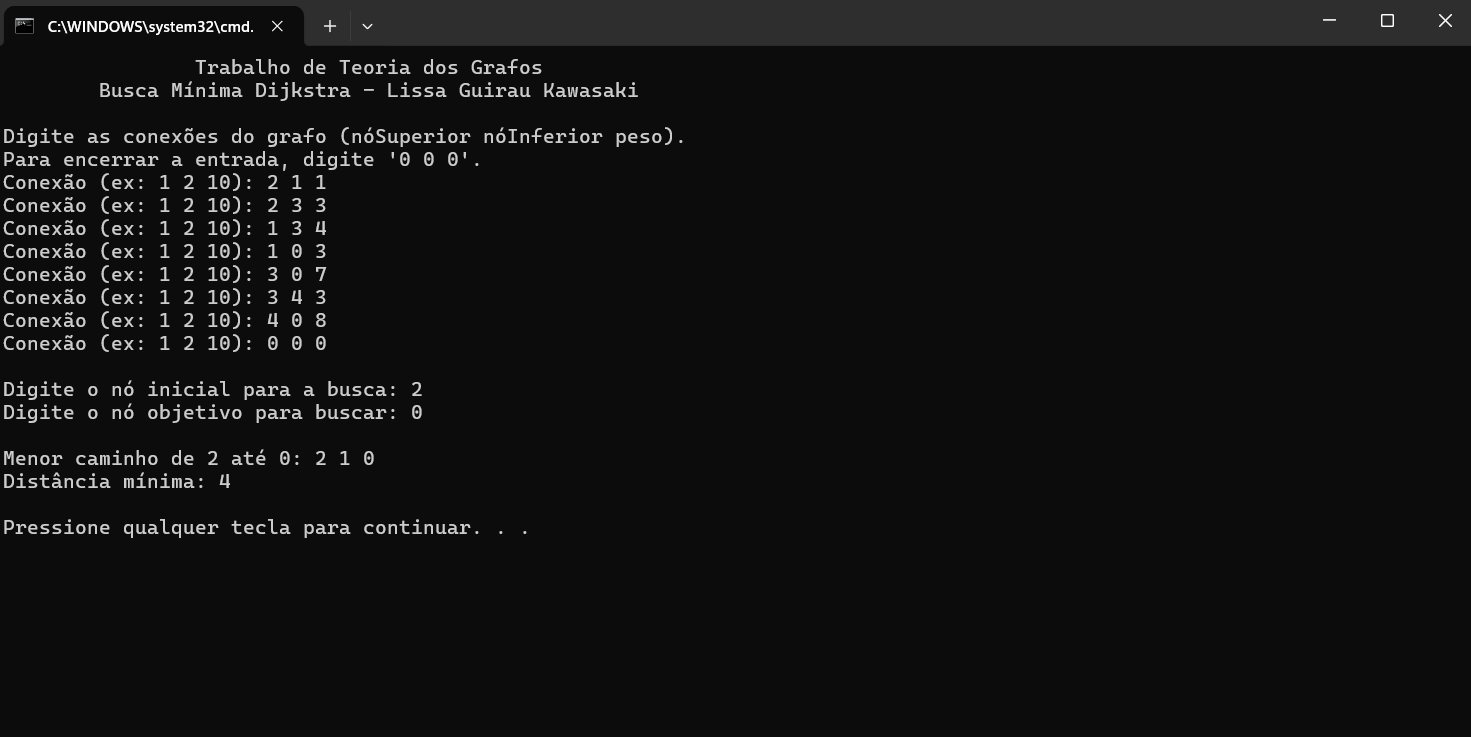 C:\WINDOWS\system32\cmd.
Trabalho de Teoria dos Grafos
Busca Mínima Dijkstra - Lissa Guirau Kawasaki
Digite as conexões do grafo (nóSuperior nóInferior peso).
Para encerrar a entrada, digite '0 0 0'.
Conexão (ex: 1 2 10): 2 1 1
Conexão (ex: 1 2 10): 2 3 3
Conexão (ex: 1 2 10): 1 3 4
Conexão (ex: 1 2 10): 1 0 3
Conexão (ex: 1 2 10): 3 0 7
Conexão (ex: 1 2 10): 3 4 3
Conexão (ex: 1 2 10): 4 0 8
Conexão (ex: 1 2 10): 0 0 0
Digite o nó inicial para a busca: 2
Digite o nó objetivo para buscar: 0
Menor caminho de 2 até 0: 2 1 0
Distância mínima: 4
Pressione qualquer tecla para continuar. . .